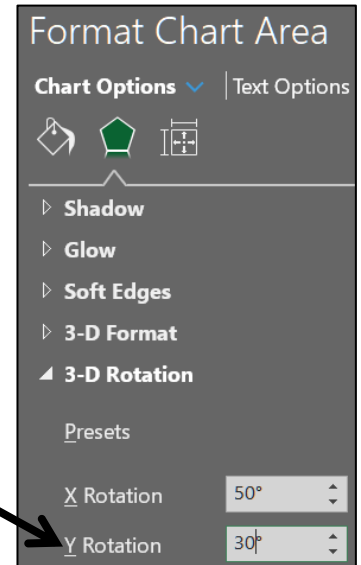 Format Chart Area
Chart Options Text Options
Shadow
Glow
Soft Edges
3-D Format
3-D Rotation
Presets
X Rotation 50°
Y Rotation 30°